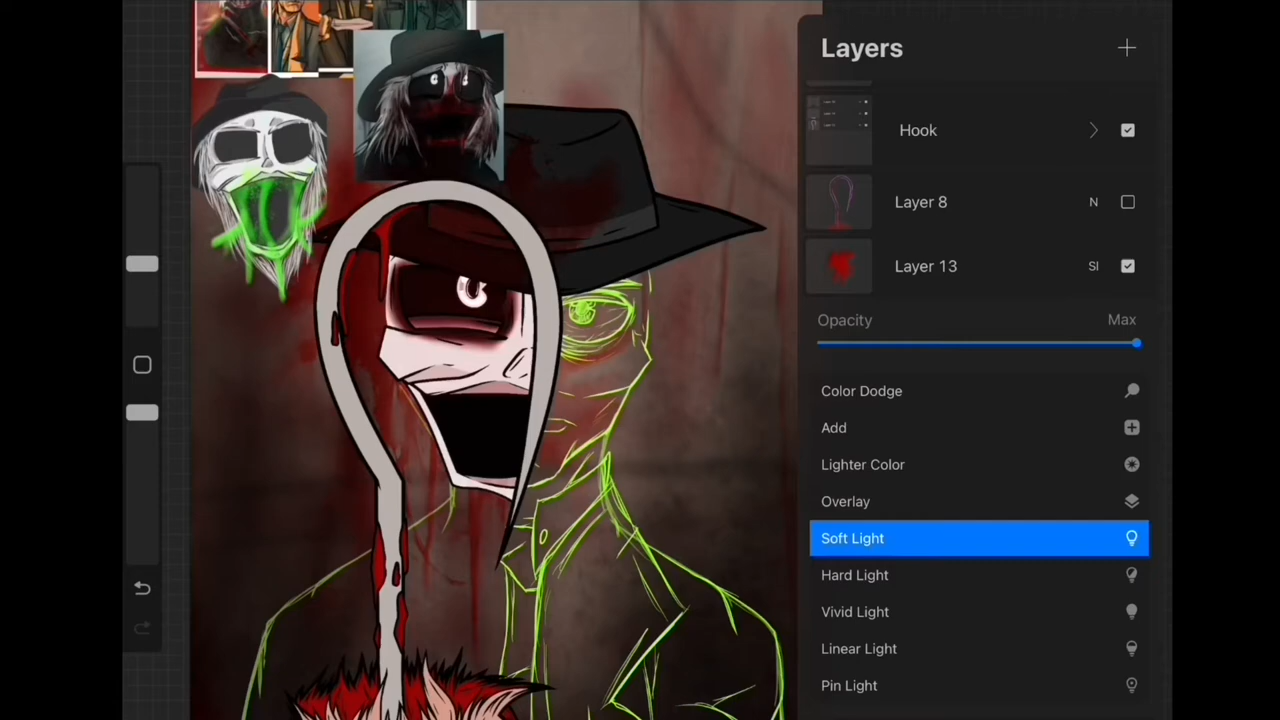 Layers
Hook
Layer 8 N
Layer 13 SI
Opacity Max
Color Dodge
Add
Lighter Color
Overlay
Soft Light
Hard Light
Vivid Light
Linear Light
Pin Light